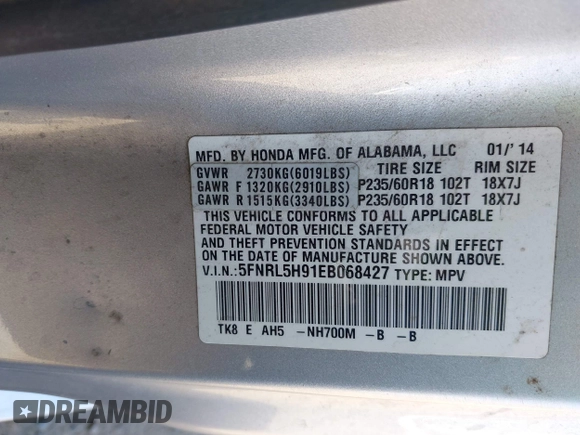 MFD. BY HONDA MFG. OF ALABAMA, LLC 01/'14
GVWR 2730KG(6019LBS) TIRE SIZE RIM SIZE
GAWR F 1320KG(2910LBS) P235/60R18 102T 18X7J
GAWR R 1515KG(3340LBS) P235/60R18 102T 18X7J
THIS VEHICLE CONFORMS TO ALL APPLICABLE
FEDERAL MOTOR VEHICLE SAFETY
AND THEFT PREVENTION STANDARDS IN EFFECT
ON THE DATE OF MANUFACTURE SHOWN ABOVE.
V.I.N.: 5FNRL5H91EB068427 TYPE: MPV
TK8 E AH5 -NH700M -B -B
DREAMBID